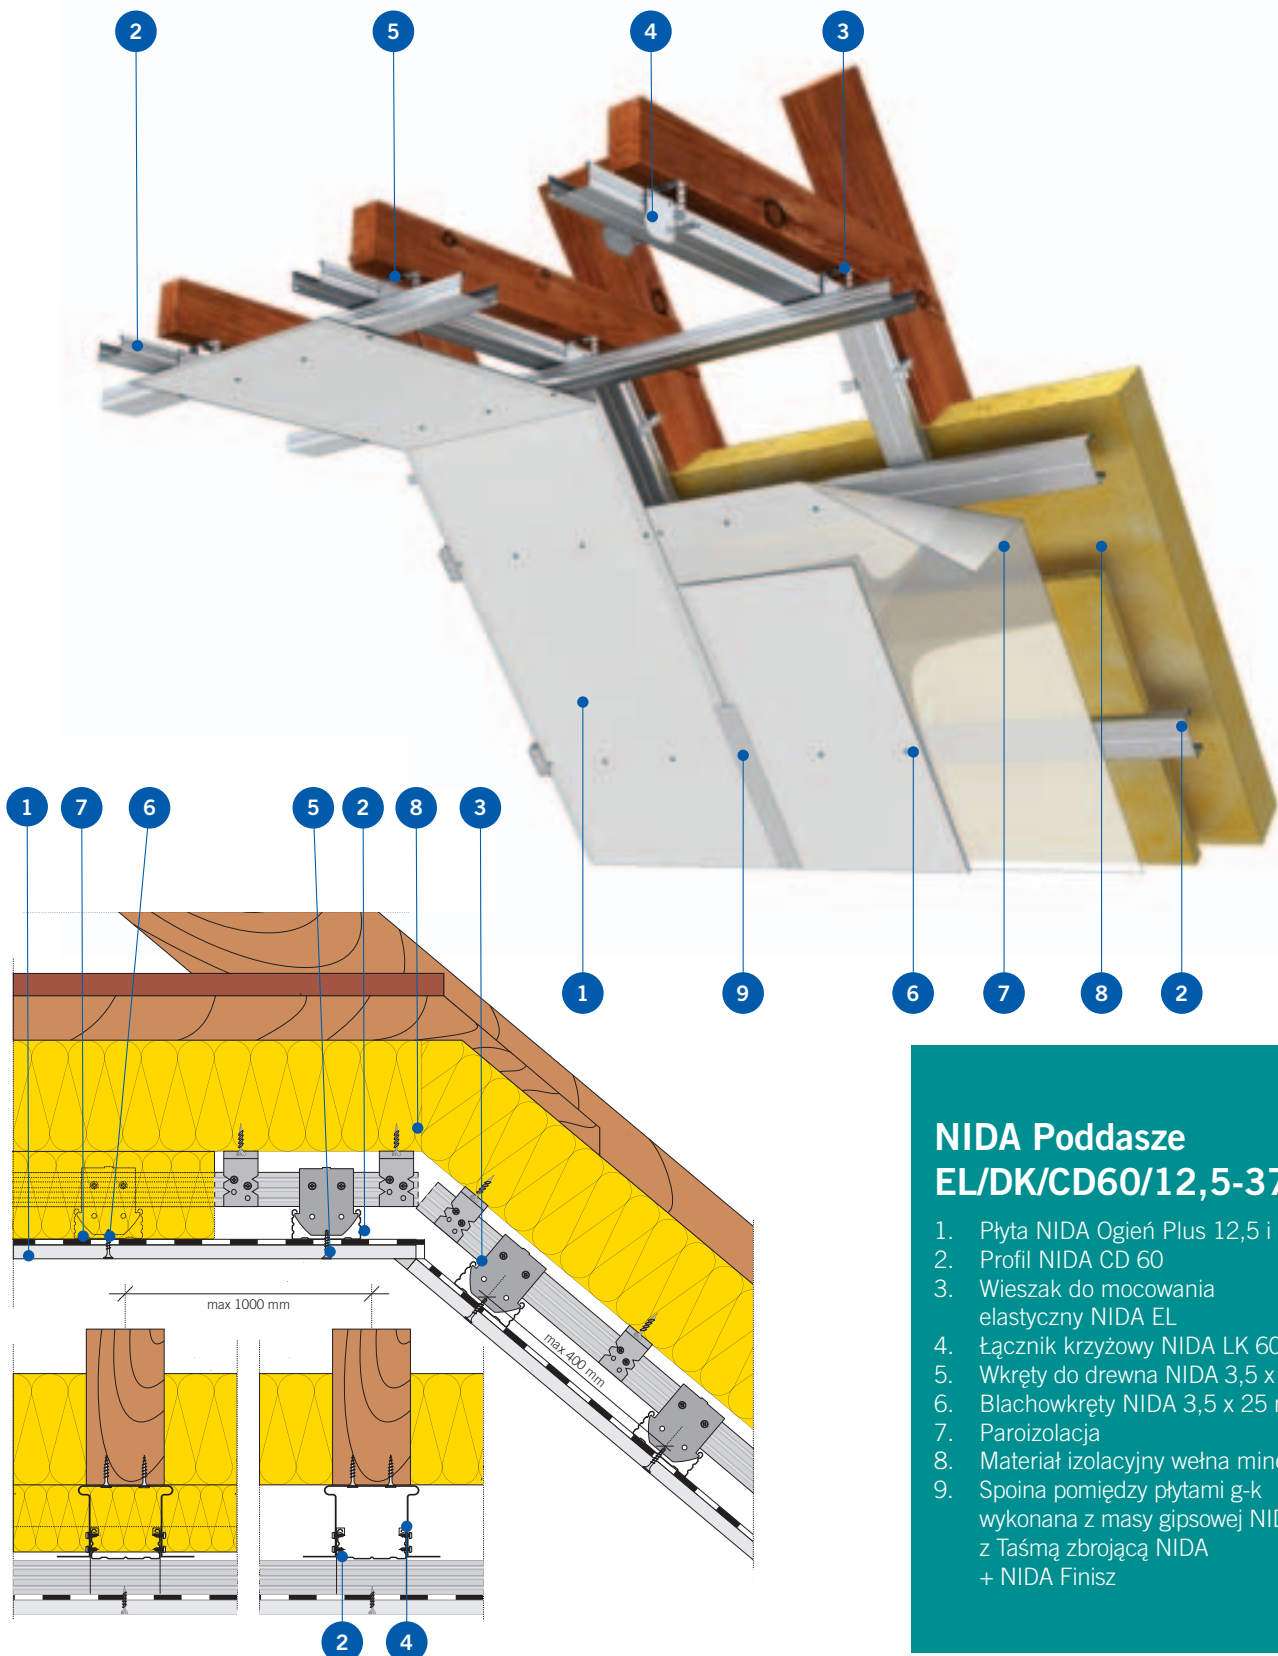 2 5 4 3
1 7 6 5 2 8 3
1 9 6 7 8 2
max 1000 mm
max 400 mm
2 4
NIDA Poddasze
EL/DK/CD60/12,5-37
1. Płyta NIDA Ogień Plus 12,5 i
2. Profil NIDA CD 60
3. Wieszak do mocowania
elastyczny NIDA EL
4. Łącznik krzyżowy NIDA LK 60
5. Wkręty do drewna NIDA 3,5 x
6. Blachowkręty NIDA 3,5 x 25
7. Paroizolacja
8. Materiał izolacyjny wełna
9. Spoina pomiędzy płytami g-k
wykonana z masy gipsowej
z Taśmą zbrojącą NIDA
+ NIDA Finisz